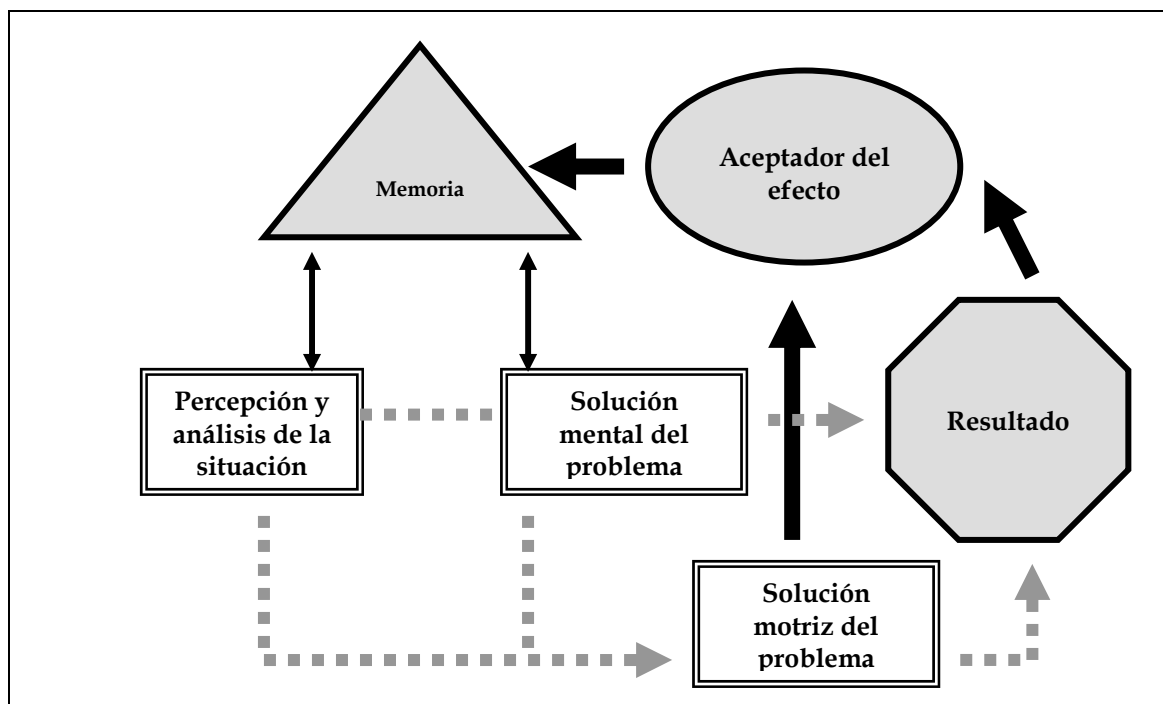 Memoria
Aceptador del
efecto
Percepción y
análisis de la
situación
Solución
mental del
problema
Resultado
Solución
motriz del
problema